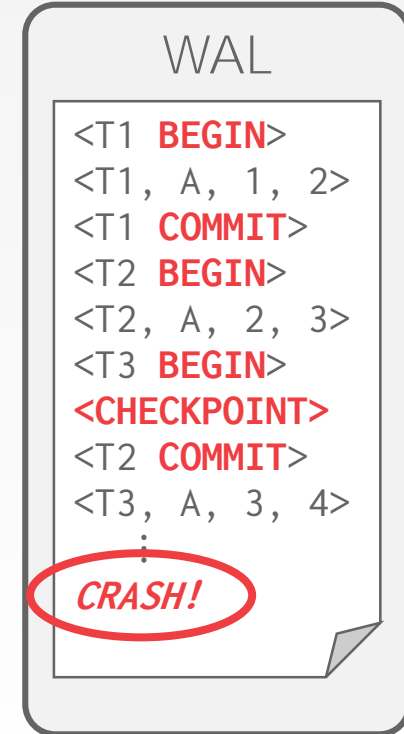 WAL
<T1 BEGIN>
<T1, A, 1, 2>
<T1 COMMIT>
<T2 BEGIN>
<T2, A, 2, 3>
<T3 BEGIN>
<CHECKPOINT>
<T2 COMMIT>
<T3, A, 3, 4>
⋮
CRASH!